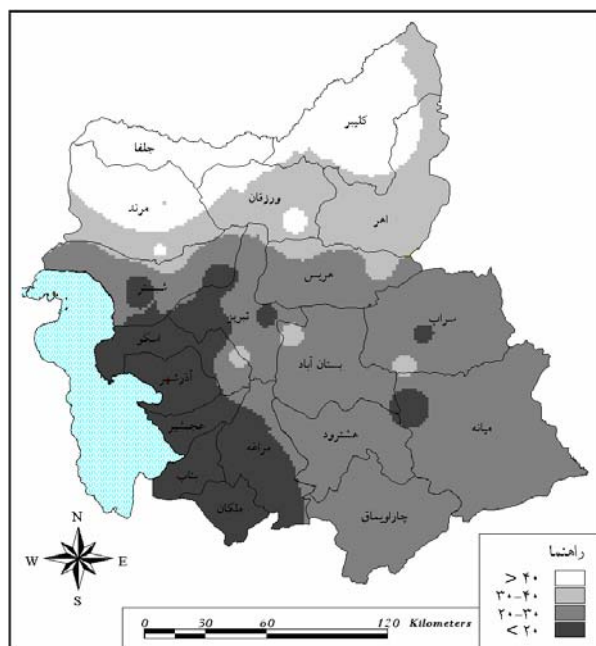 کلیبر
جلفا
ورزقان
مرند
اهر
هریس
شبستر
سراب
تبریز
اسکو
بستان آباد
آذرشهر
میانه
عجبشیر
هشترود
مراغه
بناب
ملکان
چاراویماق
N
W E
S
راهنما
> ۴۰
۳۰-۴۰
۲۰-۳۰
< ۲۰
0 30 60 120 Kilometers